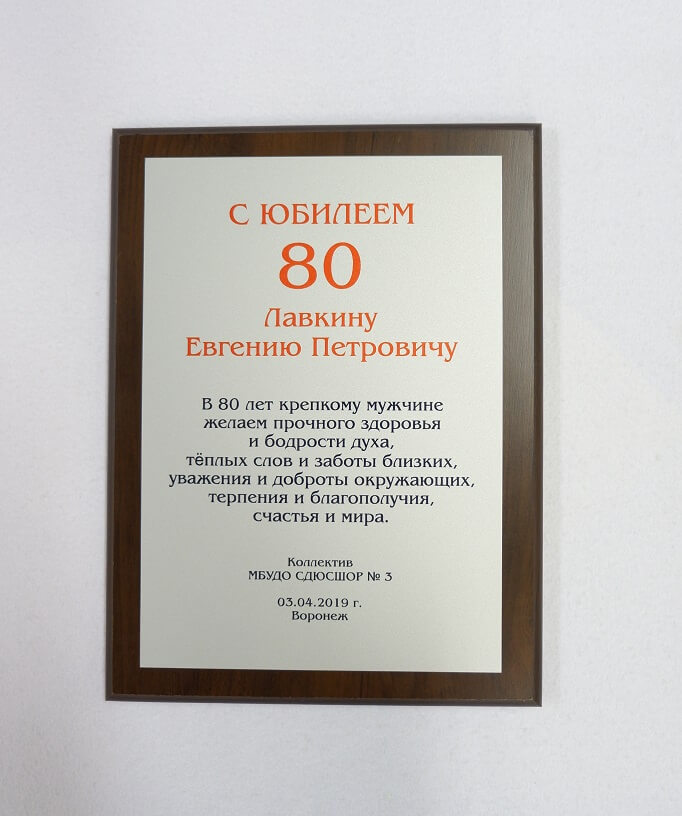 С ЮБИЛЕЕМ
80
Лавкину
Евгению Петровичу
В 80 лет крепкому мужчине
желаем прочного здоровья
и бодрости духа,
тёплых слов и заботы близких,
уважения и доброты окружающих,
терпения и благополучия,
счастья и мира.
Коллектив
МБУДО СДЮСШОР № 3
03.04.2019 г.
Воронеж